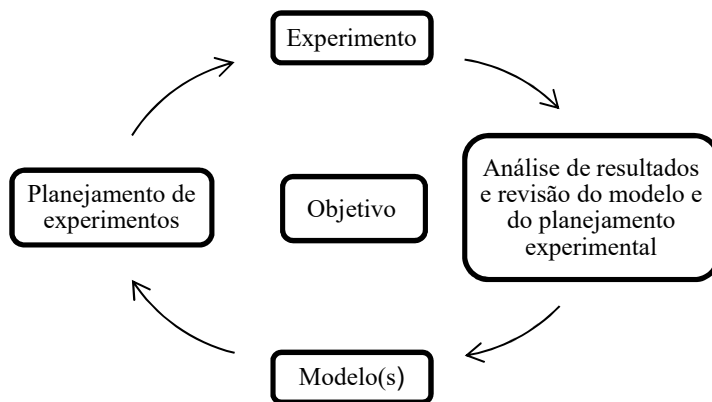 Experimento
Planejamento de
experimentos
Objetivo
Análise de resultados
e revisão do modelo e
do planejamento
experimental
Modelo(s)